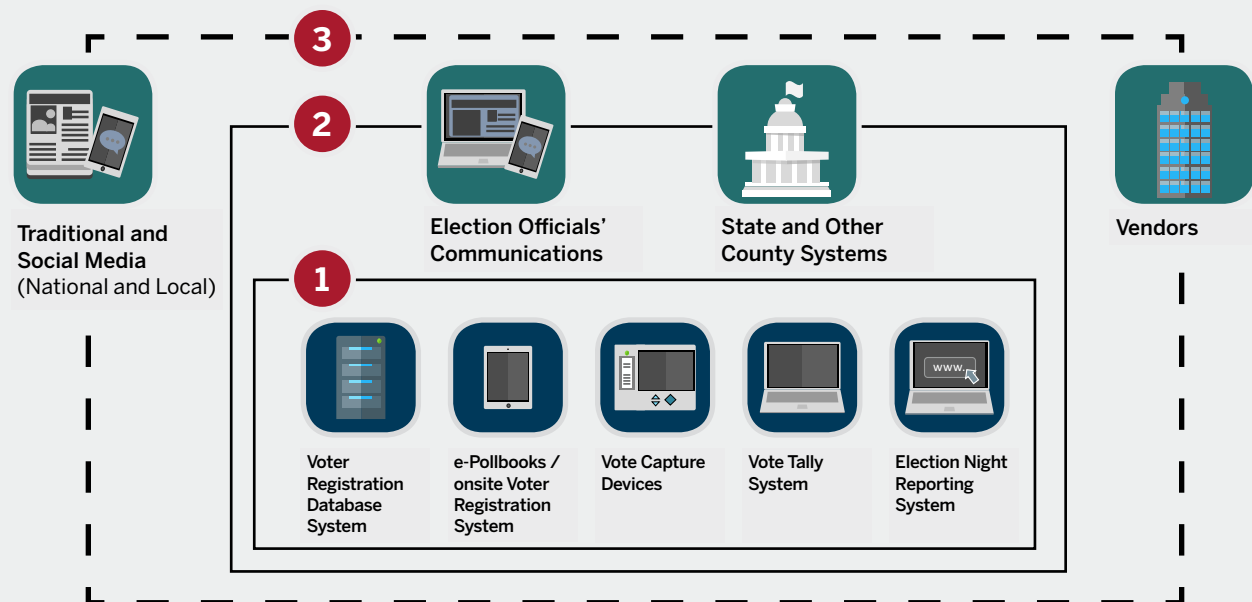 3
2
Traditional and
Social Media
(National and Local)
Election Officials’
Communications
State and Other
County Systems
Vendors
1
www.
Voter
Registration
Database
System
e-Pollbooks /
onsite Voter
Registration
System
Vote Capture
Devices
Vote Tally
System
Election Night
Reporting
System